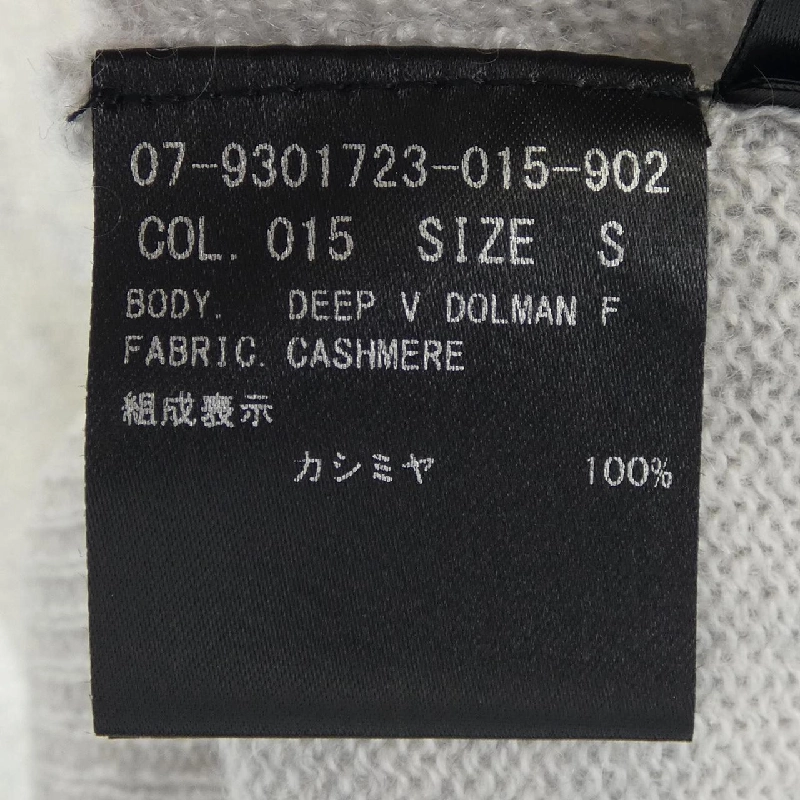 07-9301723-015-902
COL. 015 SIZE S
BODY. DEEP V DOLMAN F
FABRIC. CASHMERE
組成表示
カシミヤ 100%